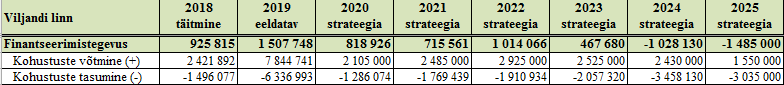 Viljandi linn 2018 täitmine 2019 eeldatav 2020 strateegia 2021 strateegia 2022 strateegia 2023 strateegia 2024 strateegia 2025 strateegia
Finantseerimistegevus 925 815 1 507 748 818 926 715 561 1 014 066 467 680 -1 028 130 -1 485 000
Kohustuste võtmine (+) 2 421 892 7 844 741 2 105 000 2 485 000 2 925 000 2 525 000 2 430 000 1 550 000
Kohustuste tasumine (-) -1 496 077 -6 336 993 -1 286 074 -1 769 439 -1 910 934 -2 057 320 -3 458 130 -3 035 000